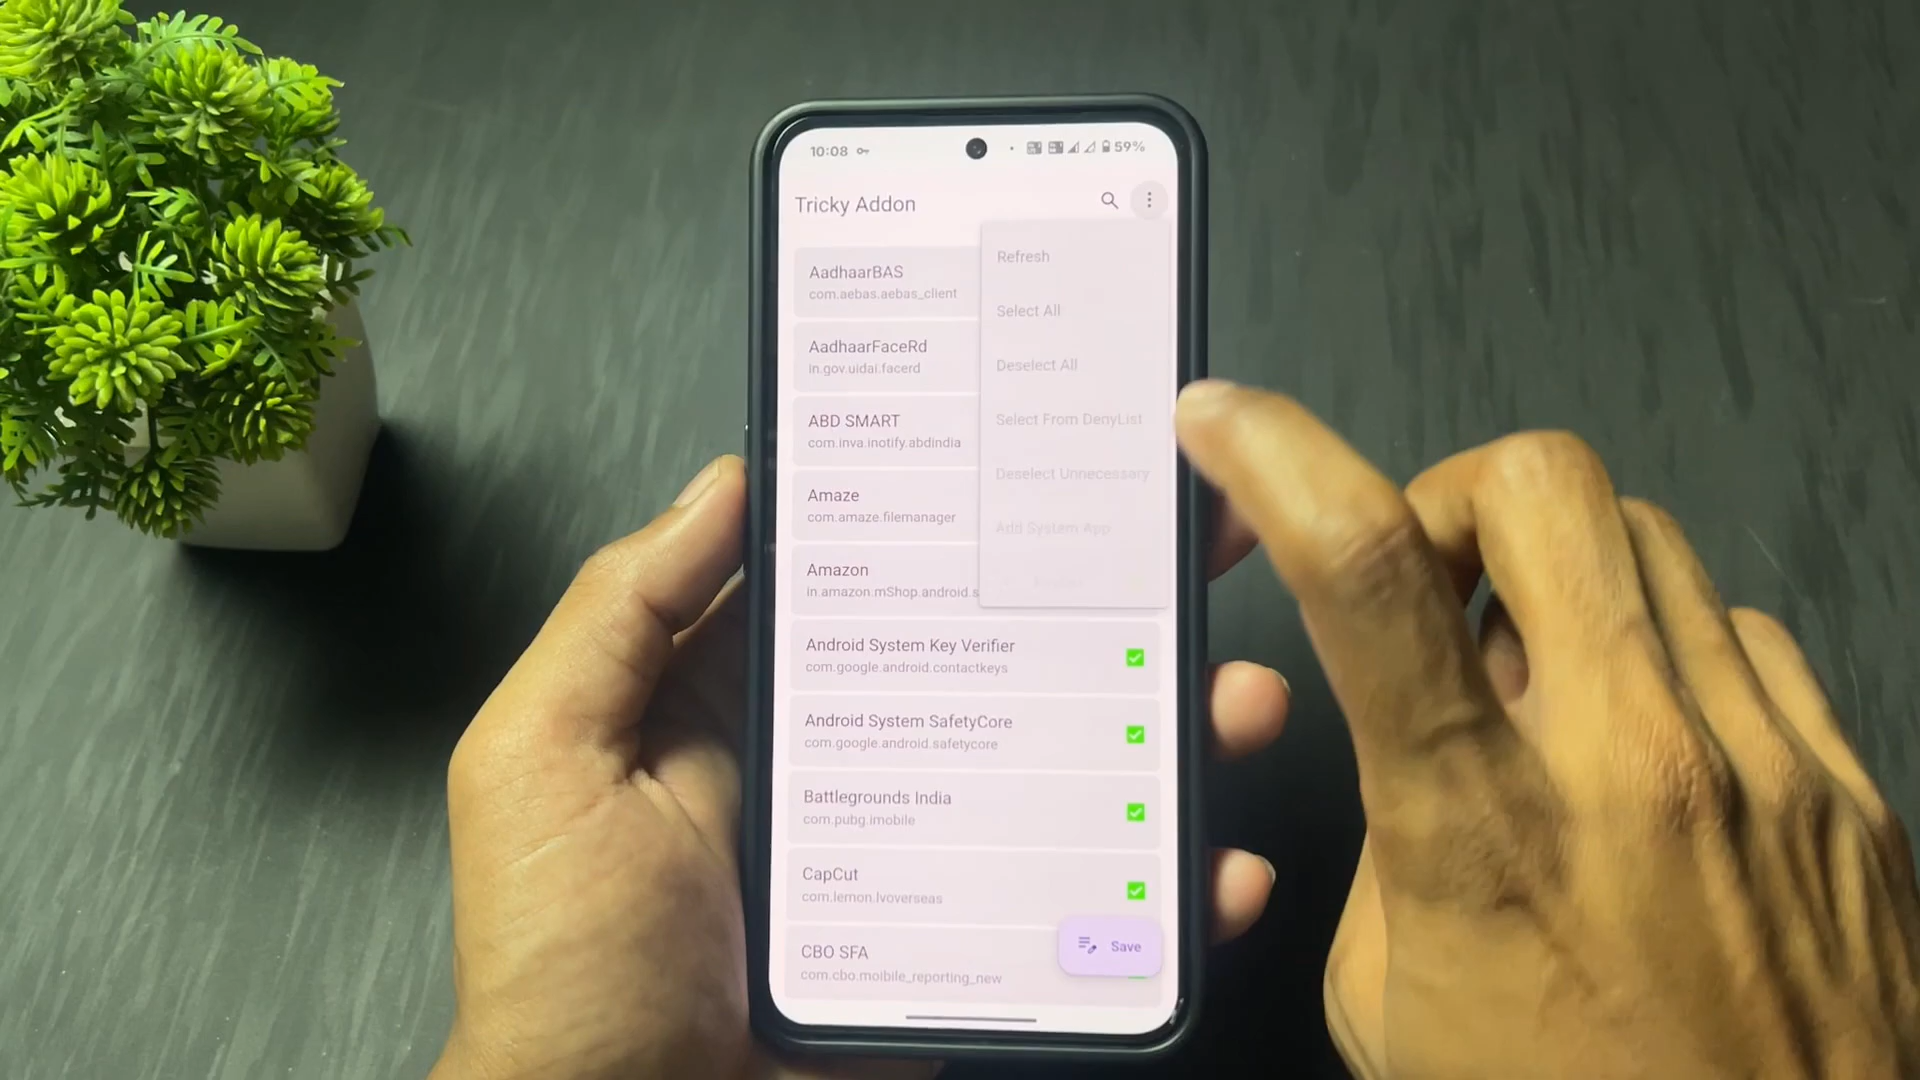 10:08
59%
Tricky Addon
Refresh
Select All
Deselect All
Select From DenyList
Deselect Unnecessary
Add System App
AadhaarBAS
com.aebas.aebas_client
AadhaarFaceRd
in.gov.uidai.facerd
ABD SMART
com.inva.inotify.abdindia
Amaze
com.amaze.filemanager
Amazon
in.amazon.mShop.android.s
Android System Key Verifier
com.google.android.contactkeys
Android System SafetyCore
com.google.android.safetycore
Battlegrounds India
com.pubg.imobile
CapCut
com.lemon.lvoverseas
CBO SFA
com.cbo.moibile_reporting_new
Save